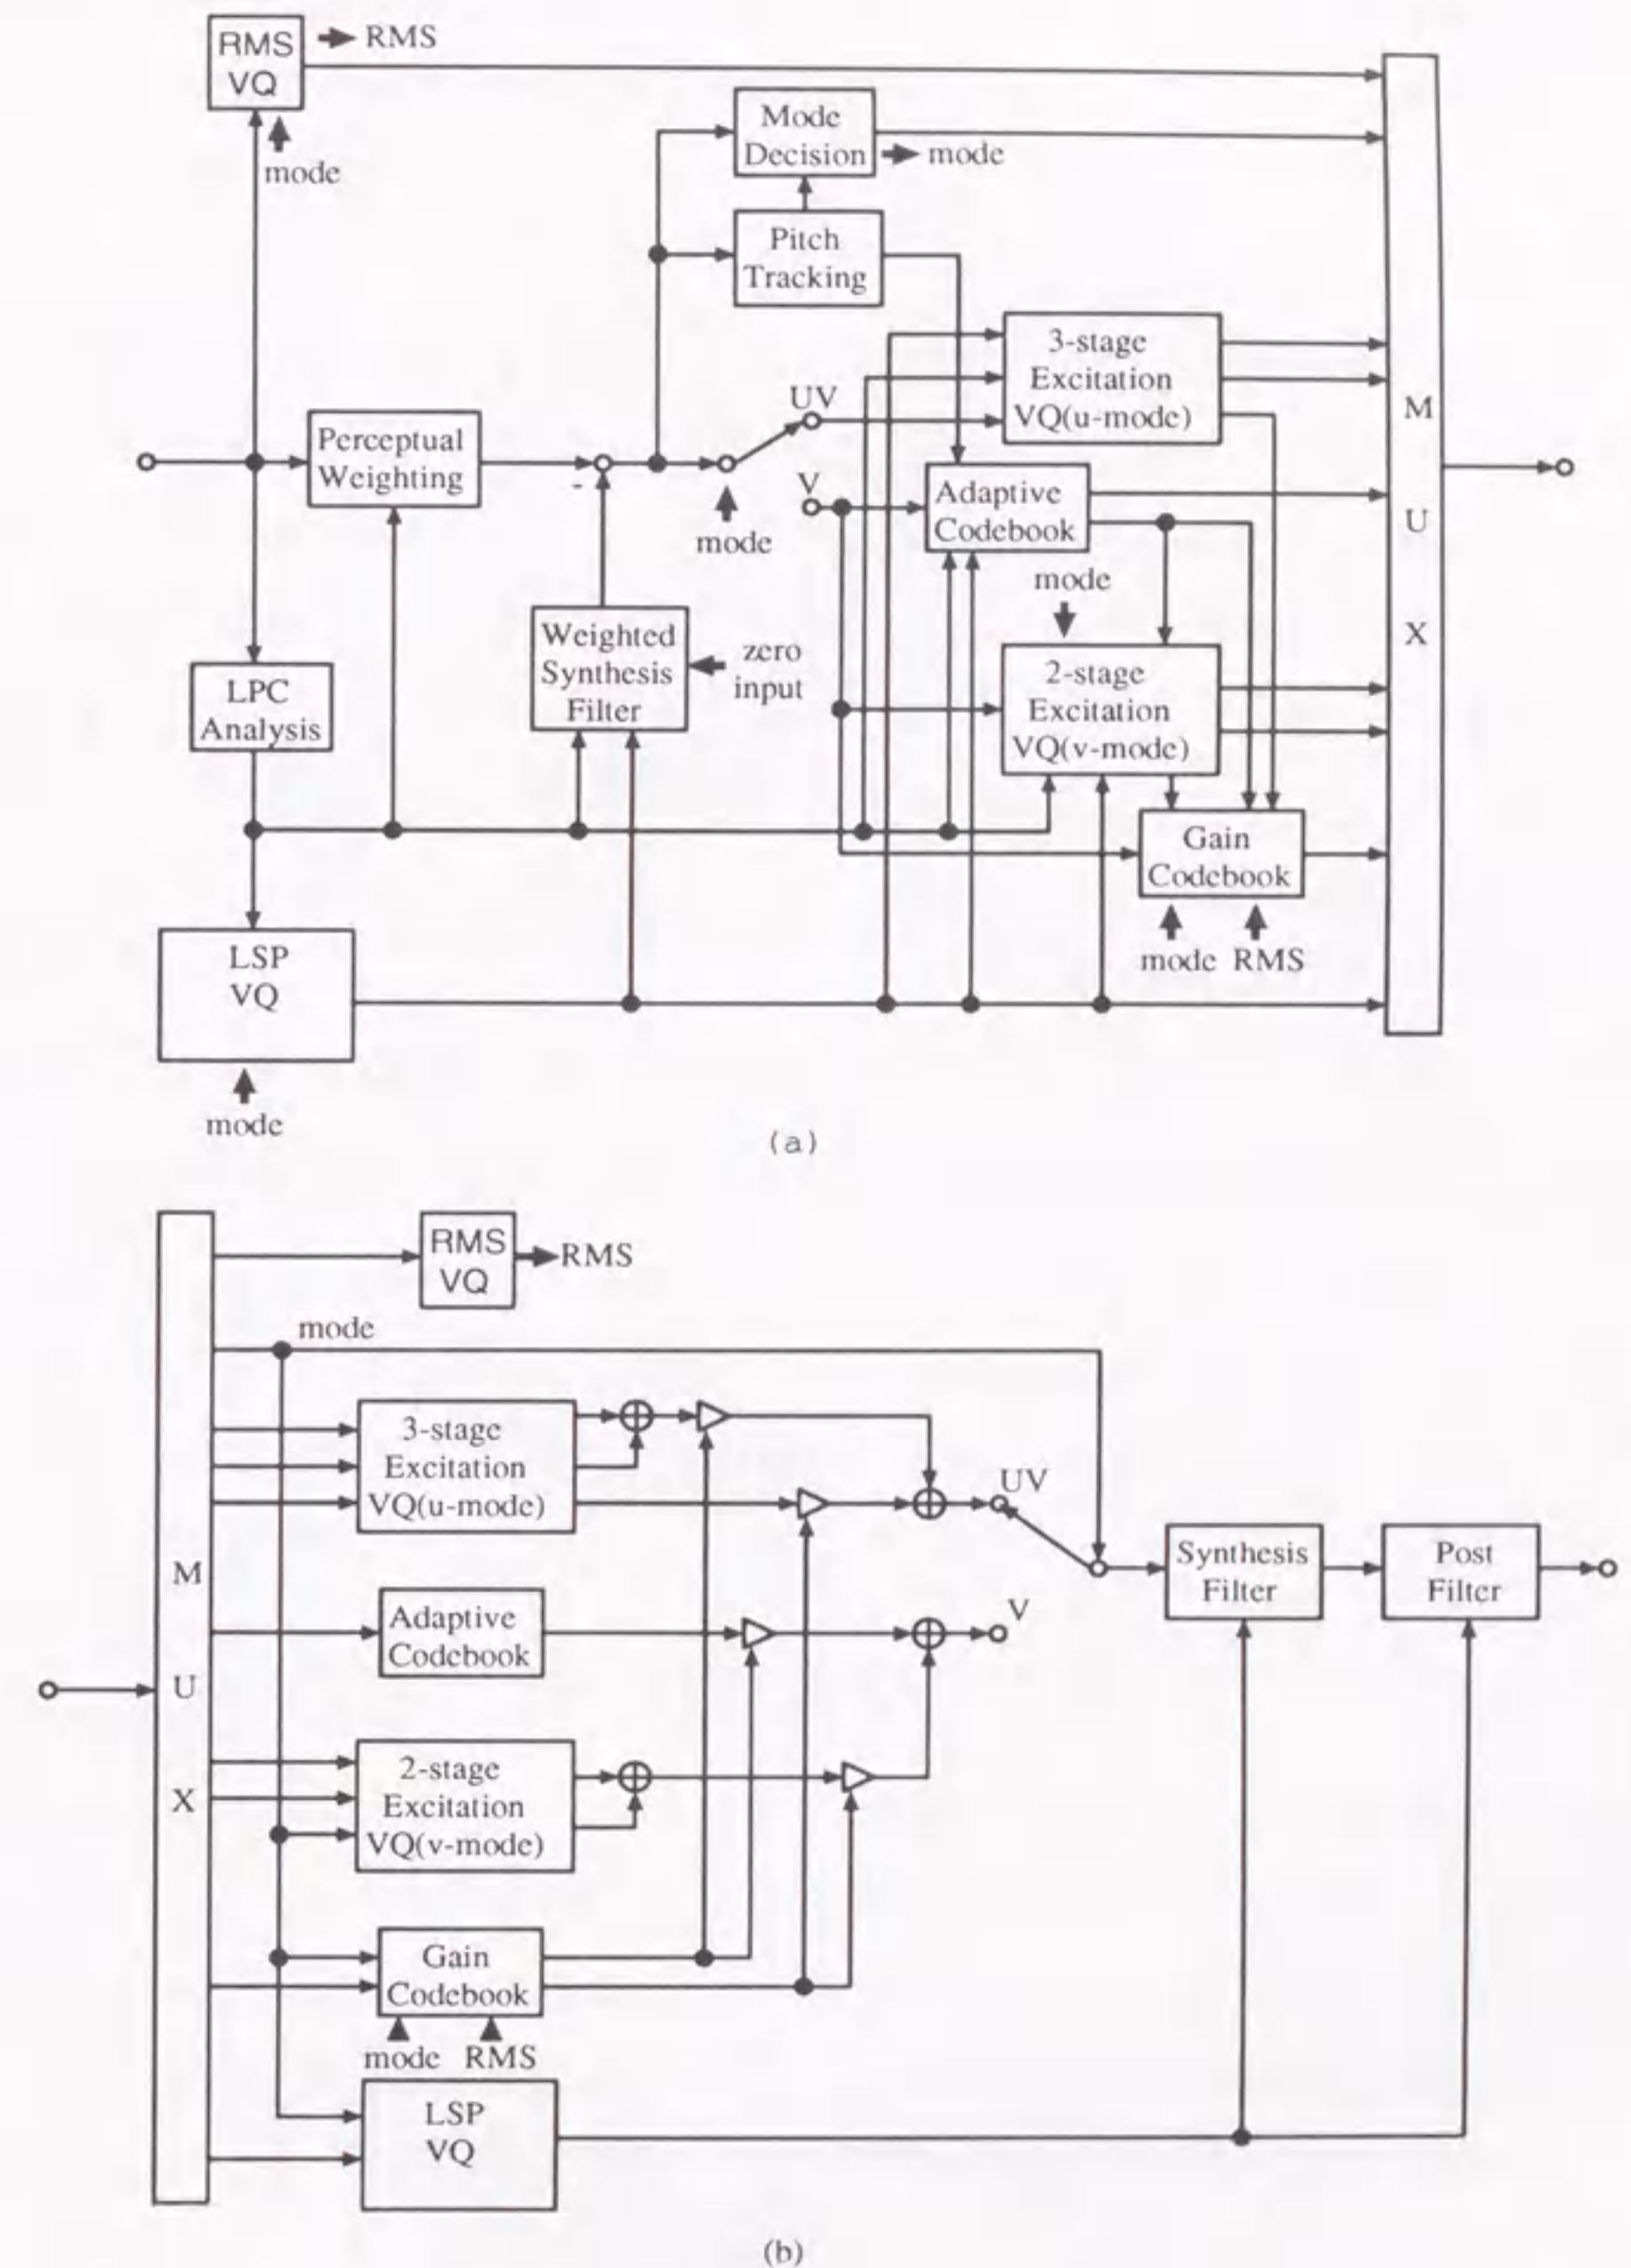 RMS
VQ
RMS
mode
Mode
Decision
mode
Pitch
Tracking
3-stage
Excitation
VQ(u-mode)
UV
Perceptual
Weighting
-
mode
V
Adaptive
Codebook
mode
Weighted
Synthesis
Filter
zero
input
2-stage
Excitation
VQ(v-mode)
LPC
Analysis
Gain
Codebook
mode RMS
LSP
VQ
mode
M
U
X
(a)
RMS
VQ
RMS
mode
3-stage
Excitation
VQ(u-mode)
UV
Synthesis
Filter
Post
Filter
M
U
X
Adaptive
Codebook
V
2-stage
Excitation
VQ(v-mode)
Gain
Codebook
mode RMS
LSP
VQ
(b)